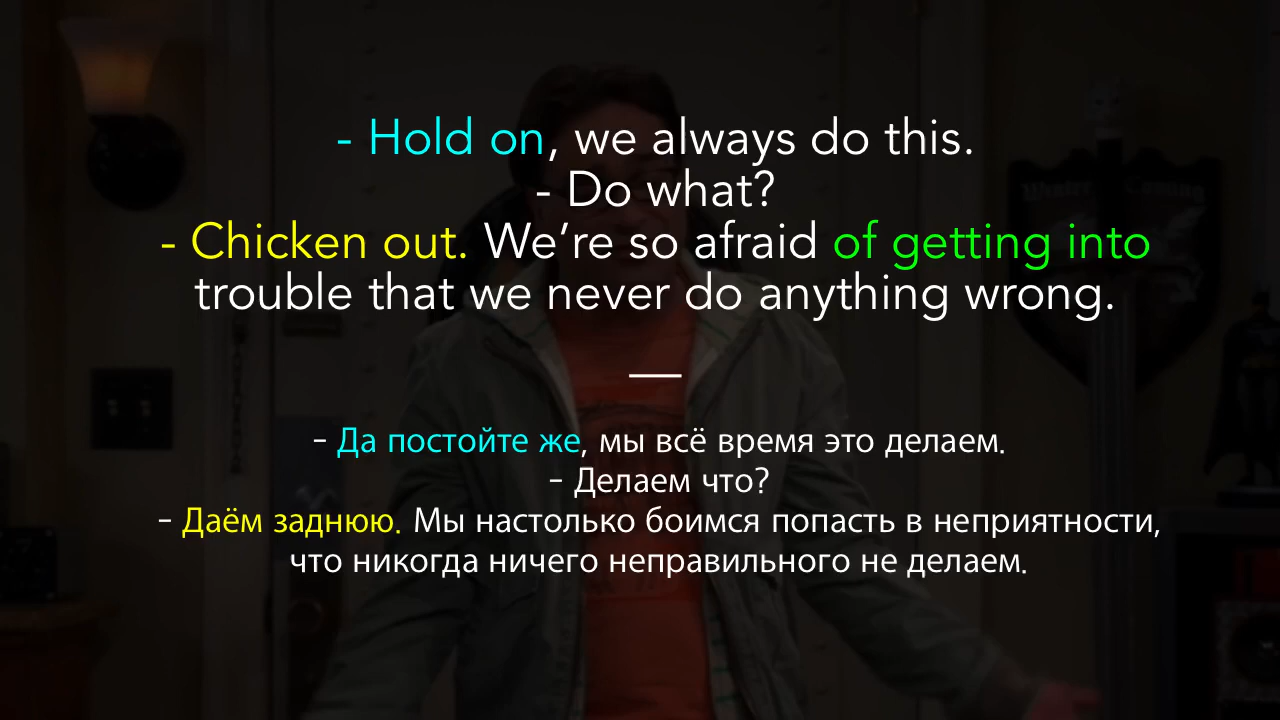 - Hold on, we always do this.
- Do what?
- Chicken out. We’re so afraid of getting into
trouble that we never do anything wrong.
—
– Да постойте же, мы всё время это делаем.
– Делаем что?
– Даём заднюю. Мы настолько боимся попасть в неприятности,
что никогда ничего неправильного не делаем.